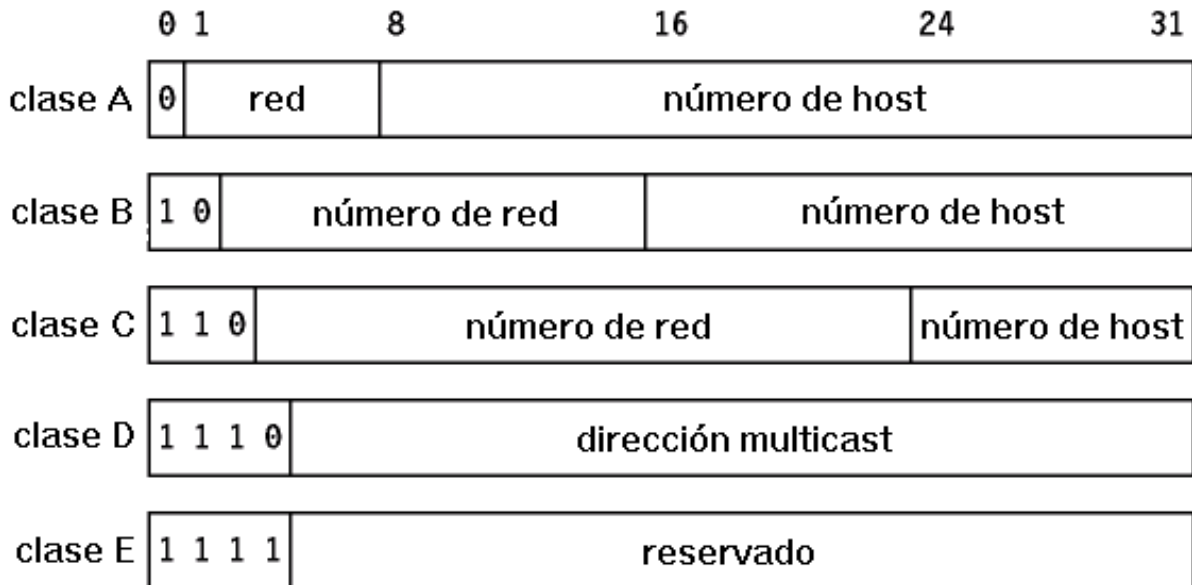 0 1 8 16 24 31
clase A 0 red número de host
clase B 1 0 número de red número de host
clase C 1 1 0 número de red número de host
clase D 1 1 1 0 dirección multicast
clase E 1 1 1 1 reservado